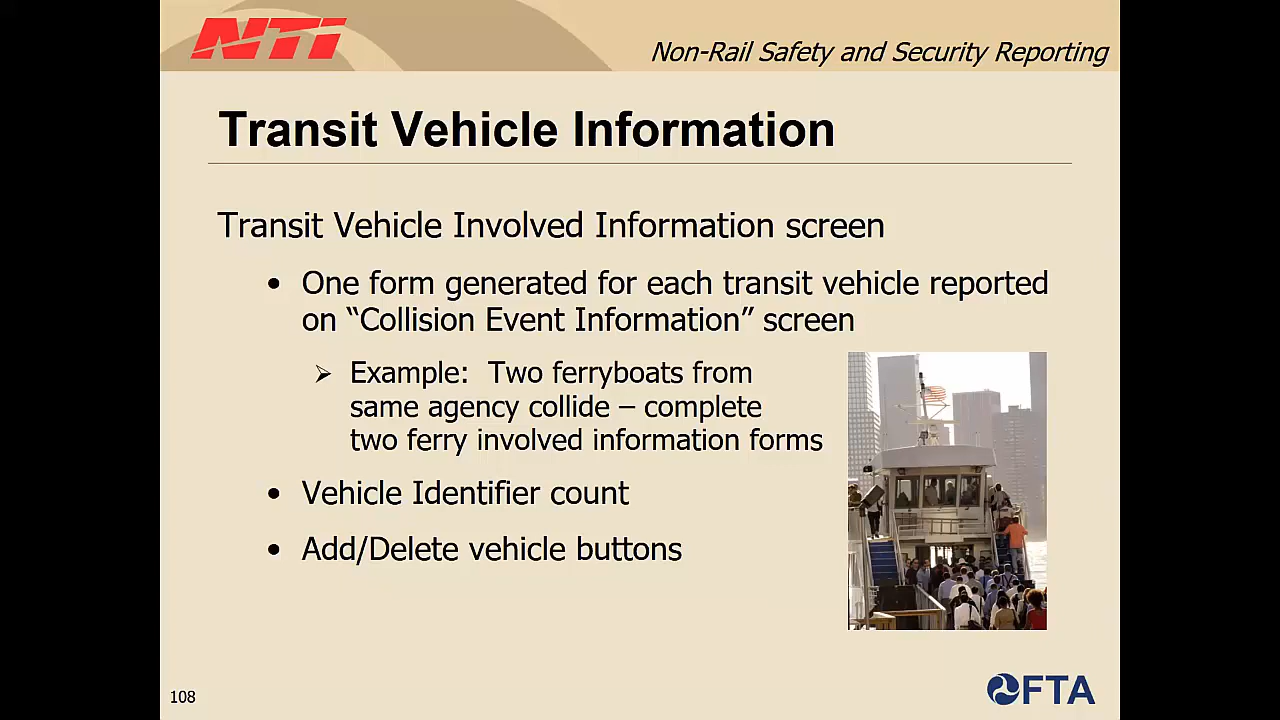 NTI
Non-Rail Safety and Security Reporting
Transit Vehicle Information
Transit Vehicle Involved Information screen
• One form generated for each transit vehicle reported
on “Collision Event Information” screen
➢ Example:  Two ferryboats from
same agency collide – complete
two ferry involved information forms
• Vehicle Identifier count
• Add/Delete vehicle buttons
108
FTA